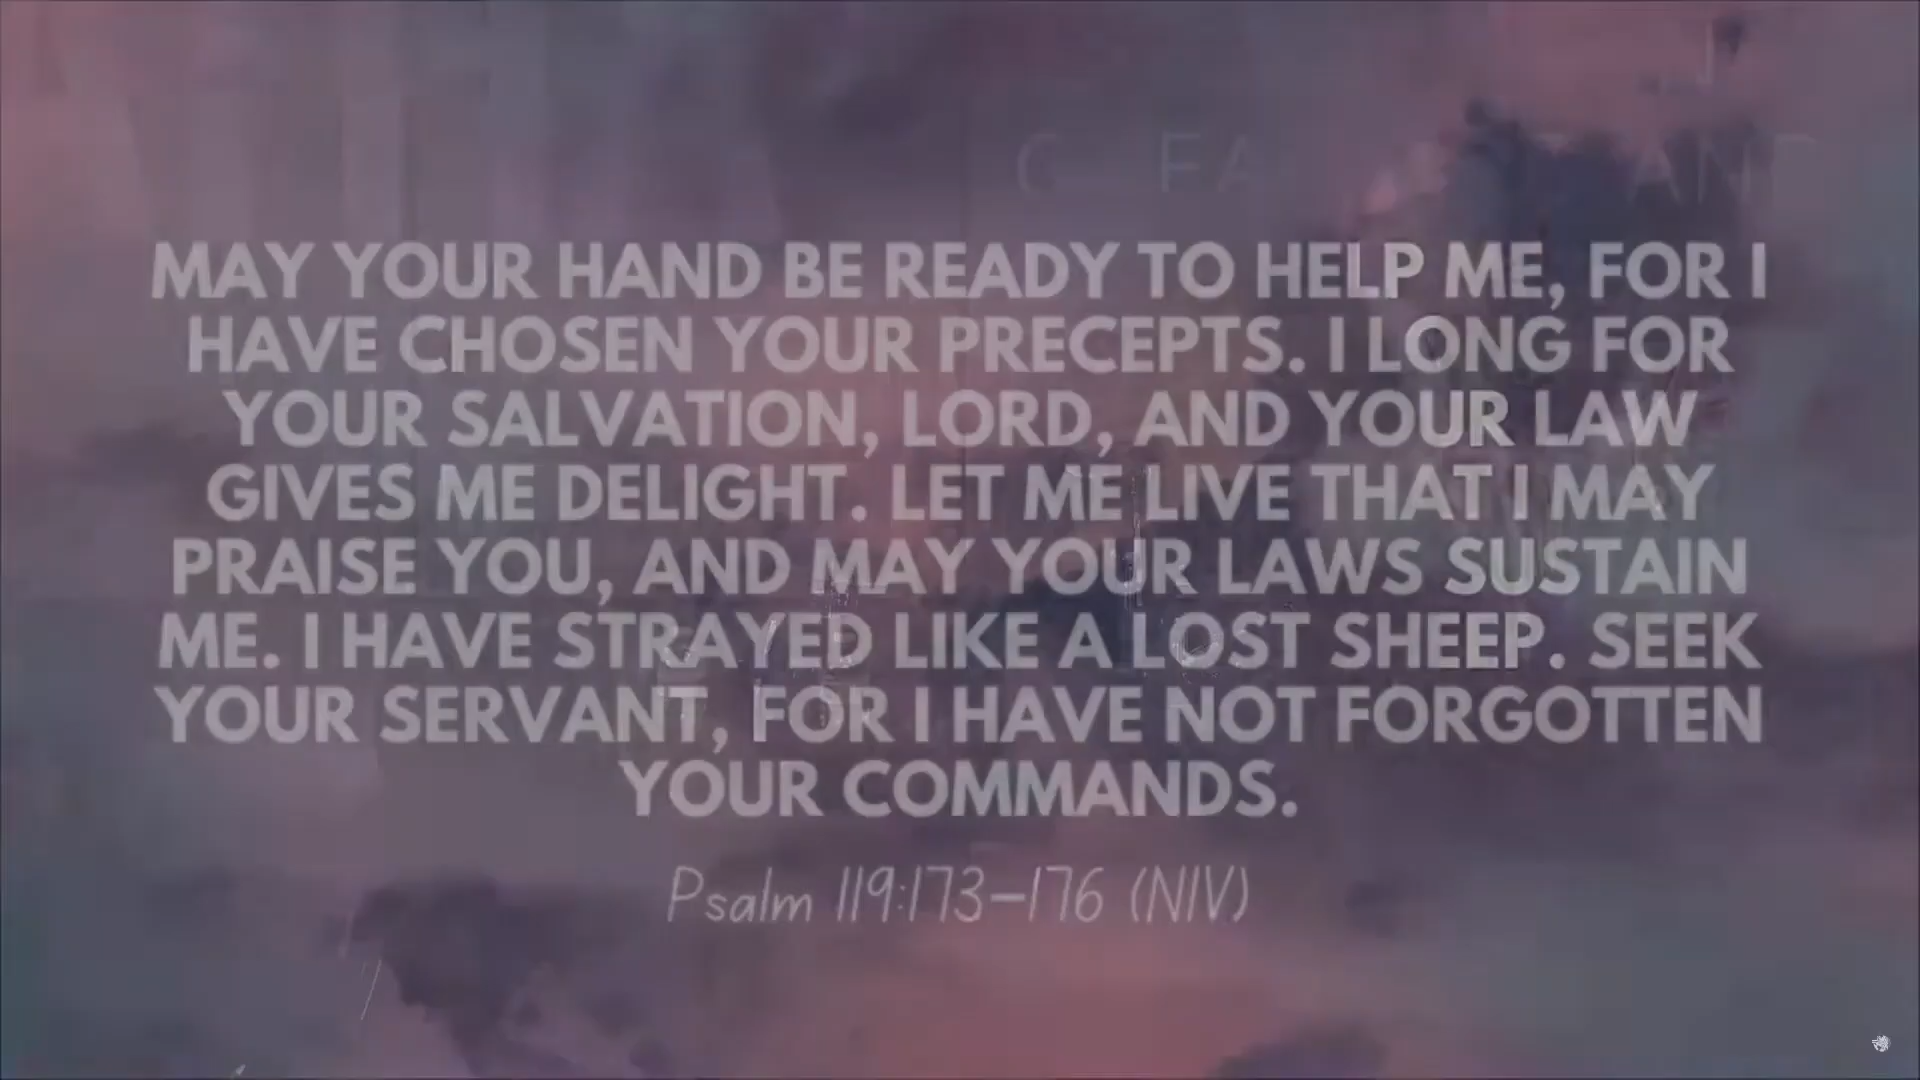 MAY YOUR HAND BE READY TO HELP ME, FOR I
HAVE CHOSEN YOUR PRECEPTS. I LONG FOR
YOUR SALVATION, LORD, AND YOUR LAW
GIVES ME DELIGHT. LET ME LIVE THAT I MAY
PRAISE YOU, AND MAY YOUR LAWS SUSTAIN
ME. I HAVE STRAYED LIKE A LOST SHEEP. SEEK
YOUR SERVANT, FOR I HAVE NOT FORGOTTEN
YOUR COMMANDS.
Psalm 119:173–176 (NIV)